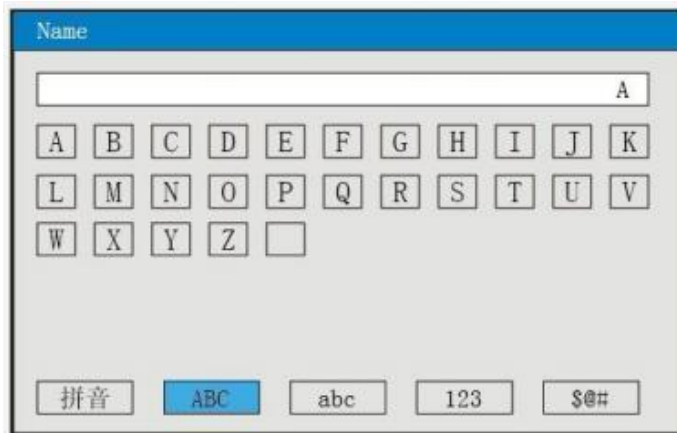 Name
A
A B C D E F G H I J K
L M N O P Q R S T U V
W X Y Z
拼音 ABC abc 123 $@#